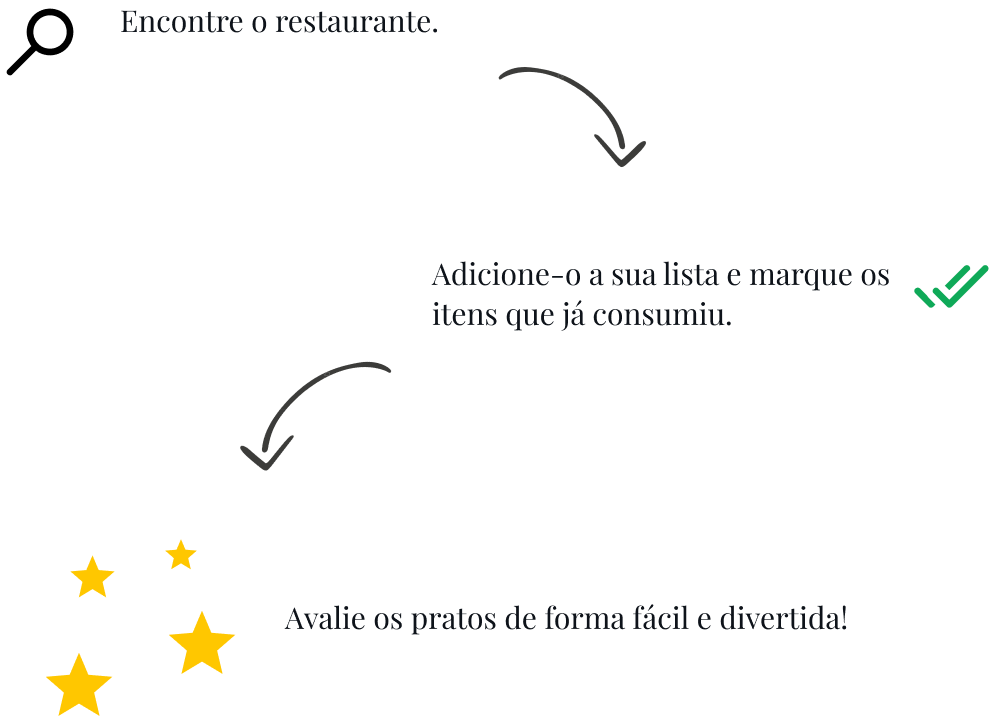 Encontre o restaurante.
Adicione-o a sua lista e marque os
itens que já consumiu.
Avalie os pratos de forma fácil e divertida!